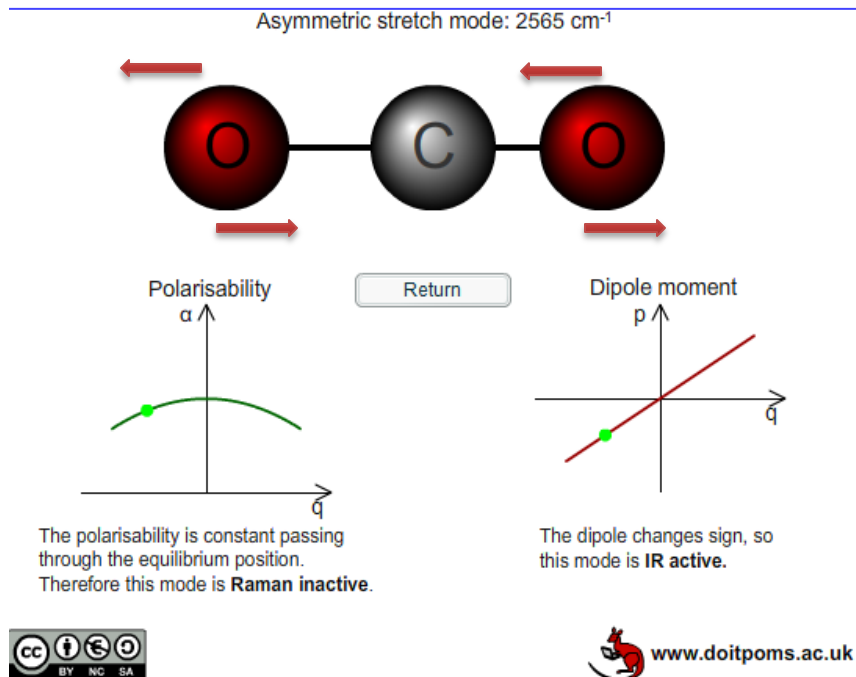 Asymmetric stretch mode: 2565 cm⁻¹
O C O
Polarisability
α
q
Return
Dipole moment
p
q
The polarisability is constant passing
through the equilibrium position.
Therefore this mode is Raman inactive.
The dipole changes sign, so
this mode is IR active.
cc BY NC SA
www.doitpoms.ac.uk